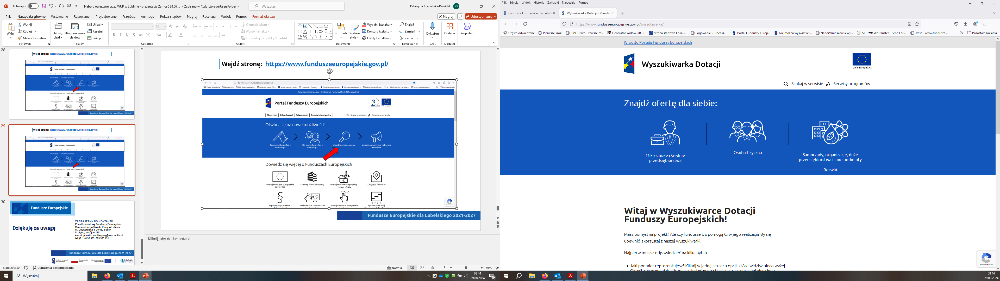 Autozapis
Nabory ogłaszane przez WUP w Lublinie - prezentacja Zamość 28.06.... • Zapisano w: \\dc_storage\UsersFolder
Wyszukaj
Katarzyna Szymańska-Dawidek
KS
Plik Narzędzia główne Wstawianie Rysowanie Projektowanie Przejścia Animacje Pokaz slajdów Nagraj Recenzja Widok Pomoc Format obrazu
Nagraj
Udostępnianie
Wklej
Wytnij
Kopiuj
Malarz formatów
Schowek
Nowy slajd
Użyj ponownie slajdów
Układ
Resetuj
Sekcja
Slajdy
18
Czcionka
Kierunek tekstu
Wyrównaj tekst
Konwertuj na grafikę SmartArt
Akapit
Rozmieść
Szybkie style
Wypełn. kształtu
Kontury kształtu
Efekty kształtów
Rysowanie
Znajdź
Zamień
Zaznacz
Edytowanie
Dyktafon
Głos
Dodatki
Dodatki
Projektant
28
Wejdź stronę: https://www.funduszeeuropejskie.gov.pl/
Portal Funduszy Europejskich
Otwórz się na nowe możliwości!
Dowiedz się więcej o Funduszach Europejskich
Fundusze Europejskie dla Lubelskiego 2021-2027
29
Wejdź stronę: https://www.funduszeeuropejskie.gov.pl/
Portal Funduszy Europejskich
Otwórz się na nowe możliwości!
Dowiedz się więcej o Funduszach Europejskich
Fundusze Europejskie dla Lubelskiego 2021-2027
30
Fundusze Europejskie
Dziękuję za uwagę
ZAPRASZAMY DO KONTAKTU
Punkt kontaktowy Funduszy Europejskich
Wojewódzkiego Urzędu Pracy w Lublinie
ul. Obywatelska 4, 20-092 Lublin
III piętro, pokój nr 330
e-mail: punkt.konsultacyjny@wup.lublin.pl
tel. (81) 46 35 363, 605 903 491
Fundusze Europejskie dla Lubelskiego 2021-2027
Wejdź stronę: https://www.funduszeeuropejskie.gov.pl/
https://www.funduszeeuropejskie.gov.pl
Często odwiedzane Pierwsze kroki RMF Bravo - zawsze m... Generator kodów QR ... Strona startowa Lokal... Logowanie • Process... Portal Funduszy Europ... Nie można wyświetlić ... NaborWnioskowSekcj... SL WeTransfer - Send Lar... Treść - www.fundusze... Pozostałe zakładki
Serwis zarządzany przez Ministerstwo Funduszy i Polityki Regionalnej
Portal Funduszy Europejskich
Unia Europejska
Skorzystaj O funduszach Wiadomości Punkty Informacyjne
Szukaj w serwisie Serwisy programów
Otwórz się na nowe możliwości!
Jak zacząć korzystać z Funduszy?
Kto może skorzystać z Funduszy?
Znajdź dofinansowanie
Zobacz ogłoszenia o naborach wniosków
Dowiedz się więcej o Funduszach Europejskich
Poznaj Fundusze Europejskie 2021-2027
Krajowy Plan Odbudowy
Poznaj realizowane projekty i zobacz efekty
Zapytaj o fundusze
Zapoznaj się z prawem i
Weź udział w szkoleniach i
Poznaj Fundusze Europejskie
STEP
Sprawdzimy Twój
Fundusze Europejskie dla Lubelskiego 2021-2027
Kliknij, aby dodać notatki
Slajd 29 z 30
Ułatwienia dostępu: zbadaj
Notatki
96%
Wyszukaj
08:44
29.08.2024
19
Plik Edycja Widok Historia Zakładki Narzędzia Pomoc
Fundusze Europejskie dla Lubel
Wyszukiwarka Dotacji - Ministe
https://www.funduszeeuropejskie.gov.pl/wyszukiwarka/
Często odwiedzane Pierwsze kroki RMF Bravo - zawsze m... Generator kodów QR ... Strona startowa Lokal... Logowanie • Process... Portal Funduszy Europ... Nie można wyświetlić ... NaborWnioskowSekcj... SL WeTransfer - Send Lar... Treść - www.fundusze... Pozostałe zakładki
Wróć do Portalu Funduszy Europejskich
Wyszukiwarka Dotacji
Unia Europejska
Szukaj w serwisie Serwisy programów
Znajdź ofertę dla siebie:
Mikro, małe i średnie
przedsiębiorstwa
Osoba fizyczna
Samorządy, organizacje, duże
przedsiębiorstwa i inne podmioty
Rozwiń
Witaj w Wyszukiwarce Dotacji
Funduszy Europejskich!
Masz pomysł na projekt? Ale czy fundusze UE pomogą Ci w jego realizacji? By się
upewnić, skorzystaj z naszej wyszukiwarki.
Najpierw musisz odpowiedzieć na kilka pytań:
• Jaki podmiot reprezentujesz? Kliknij w jedną z trzech opcji, które widzisz nieco wyżej.
Określ, czy prowadzisz firmę, czy jesteś osobą fizyczną, czy reprezentujesz inną
08:44
29.08.2024